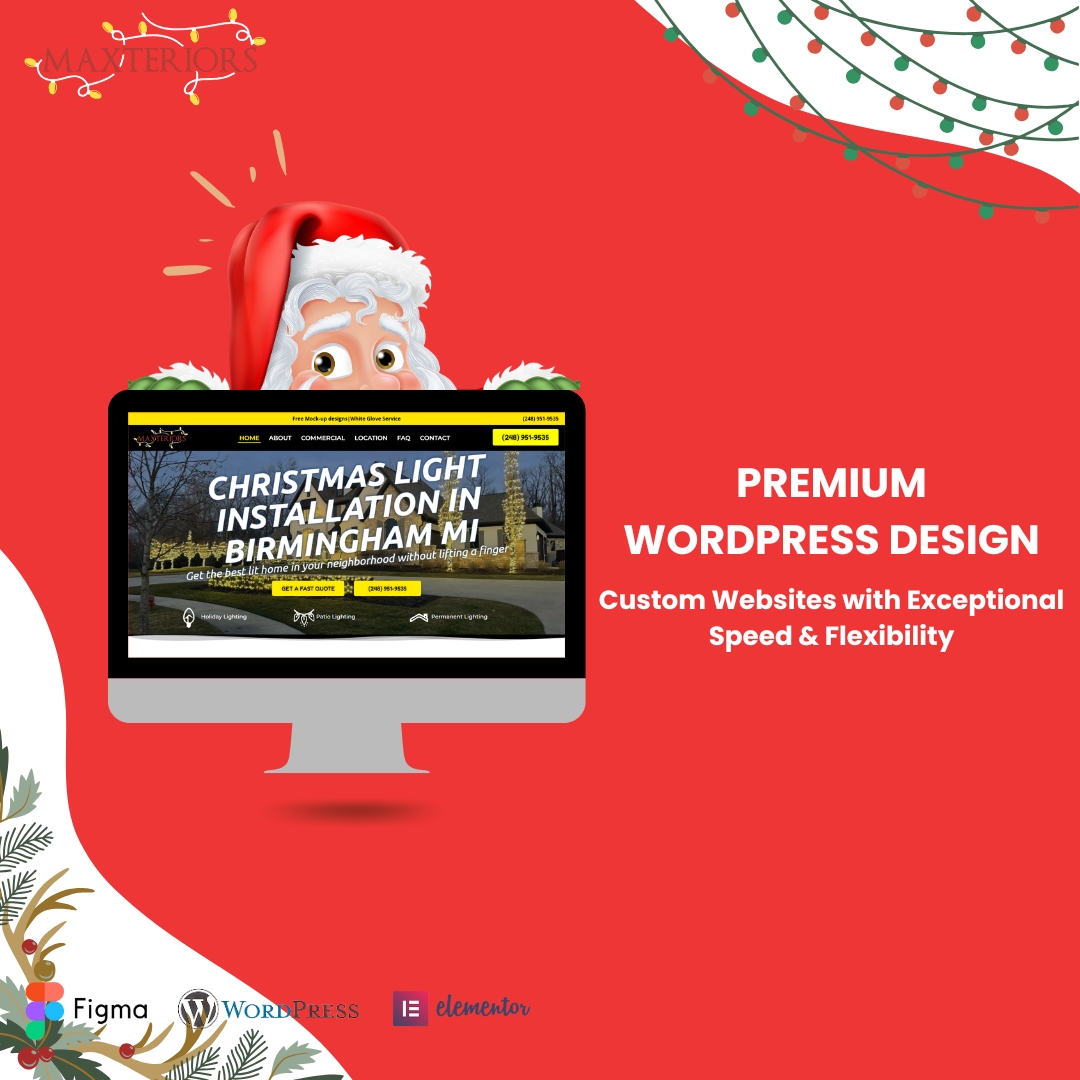 MAXTERIORS
Free Mock-up designs|White Glove Service
(248) 951-9535
MAXTERIORS
HOME ABOUT COMMERCIAL LOCATION FAQ CONTACT
(248) 951-9535
CHRISTMAS LIGHT
INSTALLATION IN
BIRMINGHAM MI
Get the best lit home in your neighborhood without lifting a finger
GET A FAST QUOTE
(248) 951-9535
Holiday Lighting
Patio Lighting
Permanent Lighting
PREMIUM
WORDPRESS DESIGN
Custom Websites with Exceptional
Speed & Flexibility
Figma
WORDPRESS
elementor